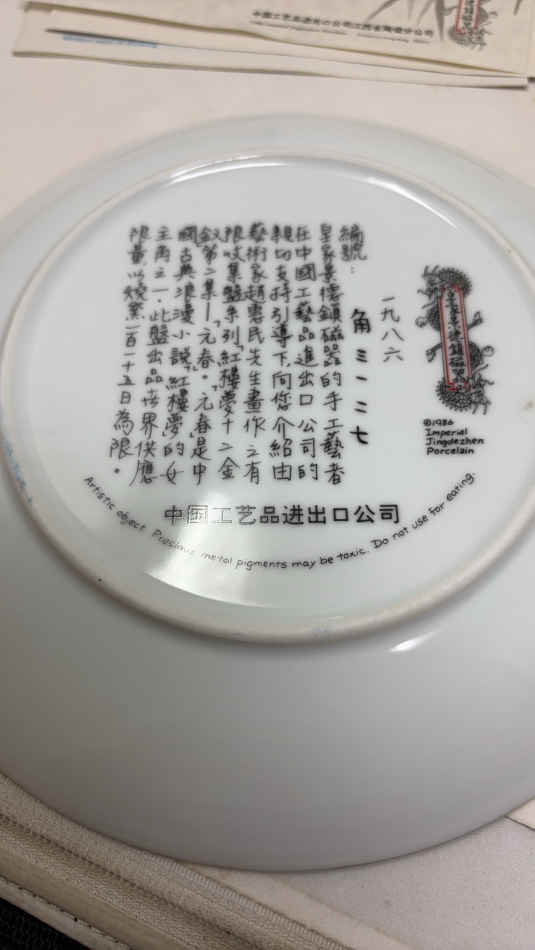 一九八六
編號：
角三一二七
皇家景德鎮磁器的手工藝者
在中國工藝品進出口公司的
親切支持引導下,向您介紹由
藝術家趙惠民先生畫作之有
限收集盤系列「紅樓夢十二金
釵」第二集—「元春」。「元春」是中
國古典浪漫小說「紅樓夢」的女
主角之一。此盤出品世界供應
限量以燒窯一百一十五日為
限。
©1986
Imperial
Jingdezhen
Porcelain
中国工艺品进出口公司
Artistic object Precious metal pigments may be toxic. Do not use for eating.